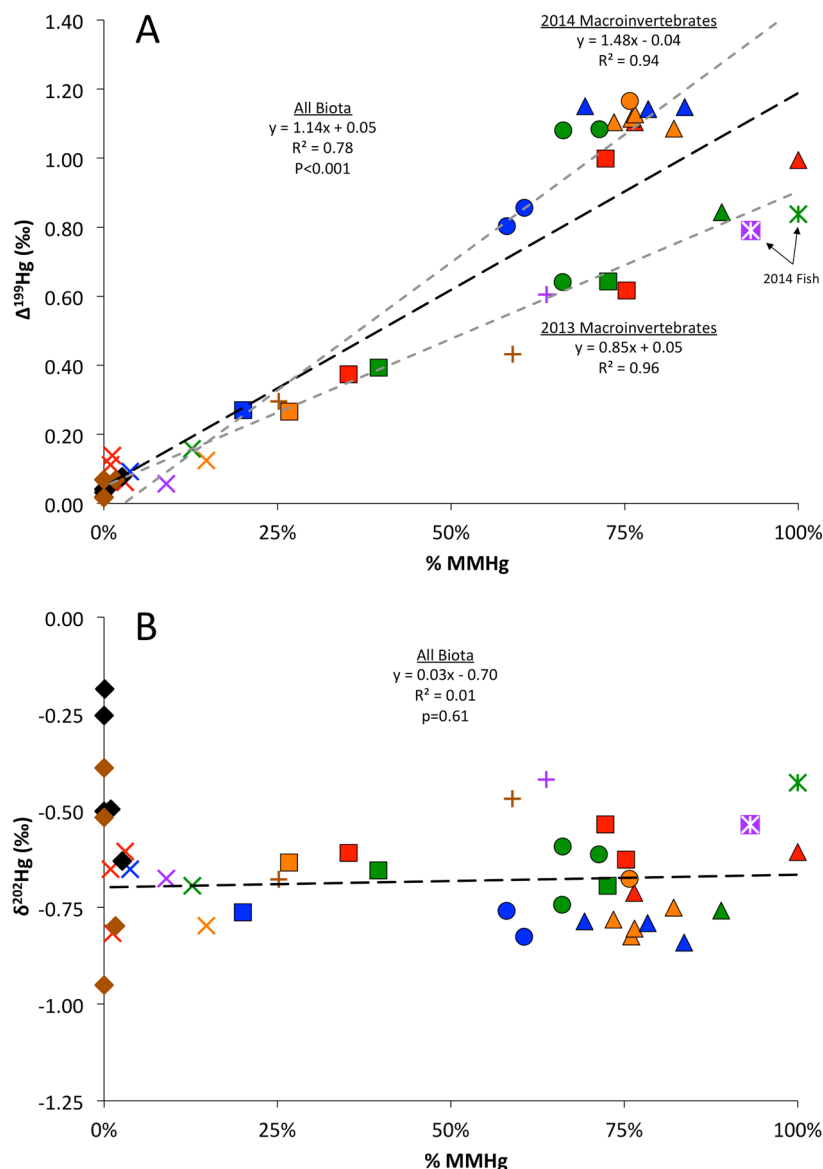 A
1.40
1.20
1.00
0.80
0.60
0.40
0.20
0.00
Δ¹⁹⁹Hg (‰)
2014 Macroinvertebrates
y = 1.48x - 0.04
R² = 0.94
All Biota
y = 1.14x + 0.05
R² = 0.78
P<0.001
2014 Fish
2013 Macroinvertebrates
y = 0.85x + 0.05
R² = 0.96
0% 25% 50% 75% 100%
% MMHg
B
0.00
-0.25
-0.50
-0.75
-1.00
-1.25
δ²⁰²Hg (‰)
All Biota
y = 0.03x - 0.70
R² = 0.01
p=0.61
0% 25% 50% 75% 100%
% MMHg